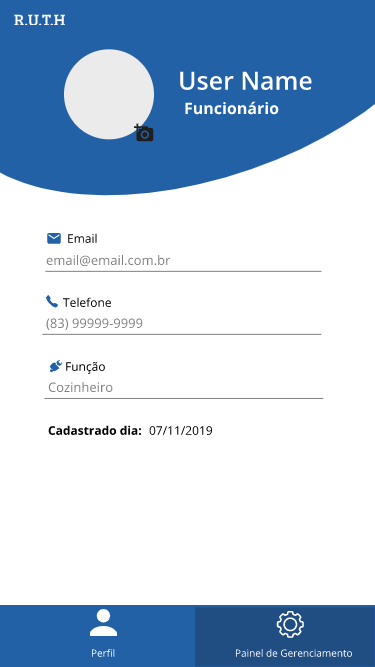 R.U.T.H
User Name
Funcionário
Email
email@email.com.br
Telefone
(83) 99999-9999
Função
Cozinheiro
Cadastrado dia: 07/11/2019
Perfil
Painel de Gerenciamento